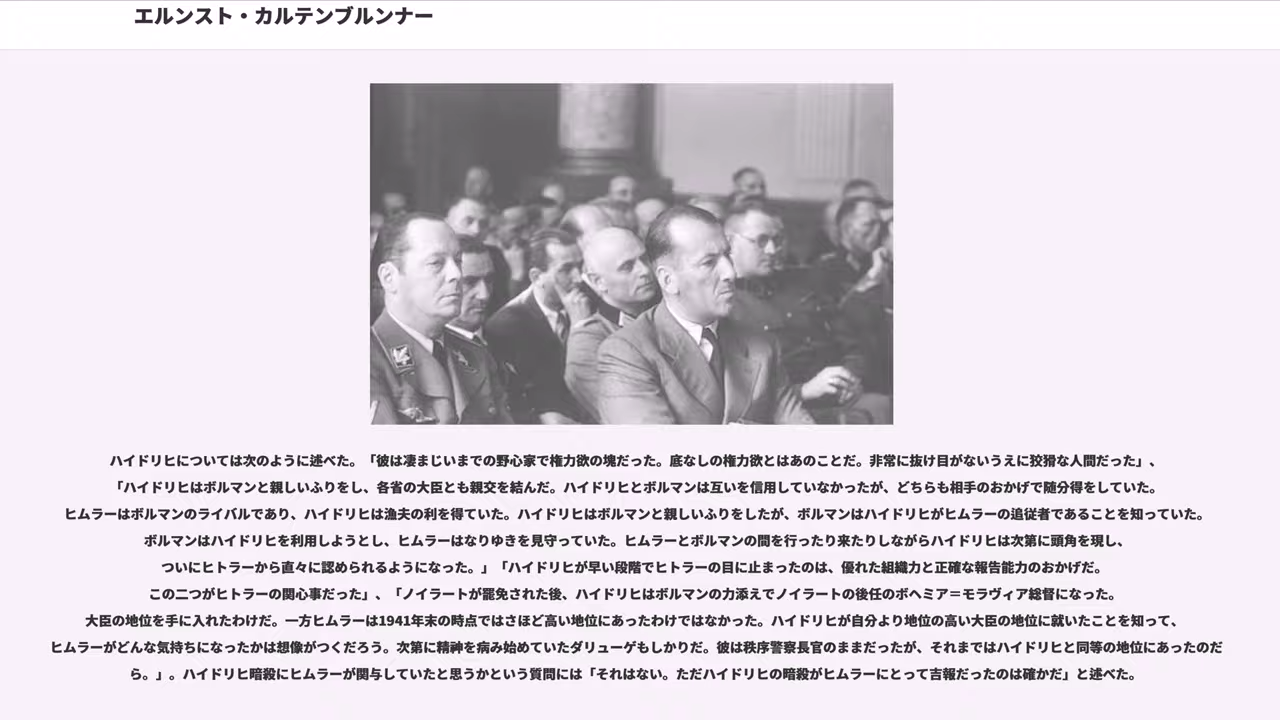 エルンスト・カルテンブルンナー
ハイドリヒについては次のように述べた。「彼は凄まじいまでの野心家で権力欲の塊だった。底なしの権力欲とはあのことだ。非常に抜け目がないうえに狡猾な人間だった」、
「ハイドリヒはボルマンと親しいふりをし、各省の大臣とも親交を結んだ。ハイドリヒとボルマンは互いを信用していなかったが、どちらも相手のおかげで随分得をしていた。
ヒムラーはボルマンのライバルであり、ハイドリヒは漁夫の利を得ていた。ハイドリヒはボルマンと親しいふりをしたが、ボルマンはハイドリヒがヒムラーの追従者であることを知っていた。
ボルマンはハイドリヒを利用しようとし、ヒムラーはなりゆきを見守っていた。ヒムラーとボルマンの間を行ったり来たりしながらハイドリヒは次第に頭角を現し、
ついにヒトラーから直々に認められるようになった。」「ハイドリヒが早い段階でヒトラーの目に止まったのは、優れた組織力と正確な報告能力のおかげだ。
この二つがヒトラーの関心事だった」、「ノイラートが罷免された後、ハイドリヒはボルマンの力添えでノイラートの後任のボヘミア＝モラヴィア総督になった。
大臣の地位を手に入れたわけだ。一方ヒムラーは1941年末の時点ではさほど高い地位にあったわけではなかった。ハイドリヒが自分より地位の高い大臣の地位に就いたことを知って、
ヒムラーがどんな気持ちになったかは想像がつくだろう。次第に精神を病み始めていたダリューゲもしかりだ。彼は秩序警察長官のままだったが、それまではハイドリヒと同等の地位にあったのだ
ら。」。ハイドリヒ暗殺にヒムラーが関与していたと思うかという質問には「それはない。ただハイドリヒの暗殺がヒムラーにとって吉報だったのは確かだ」と述べた。